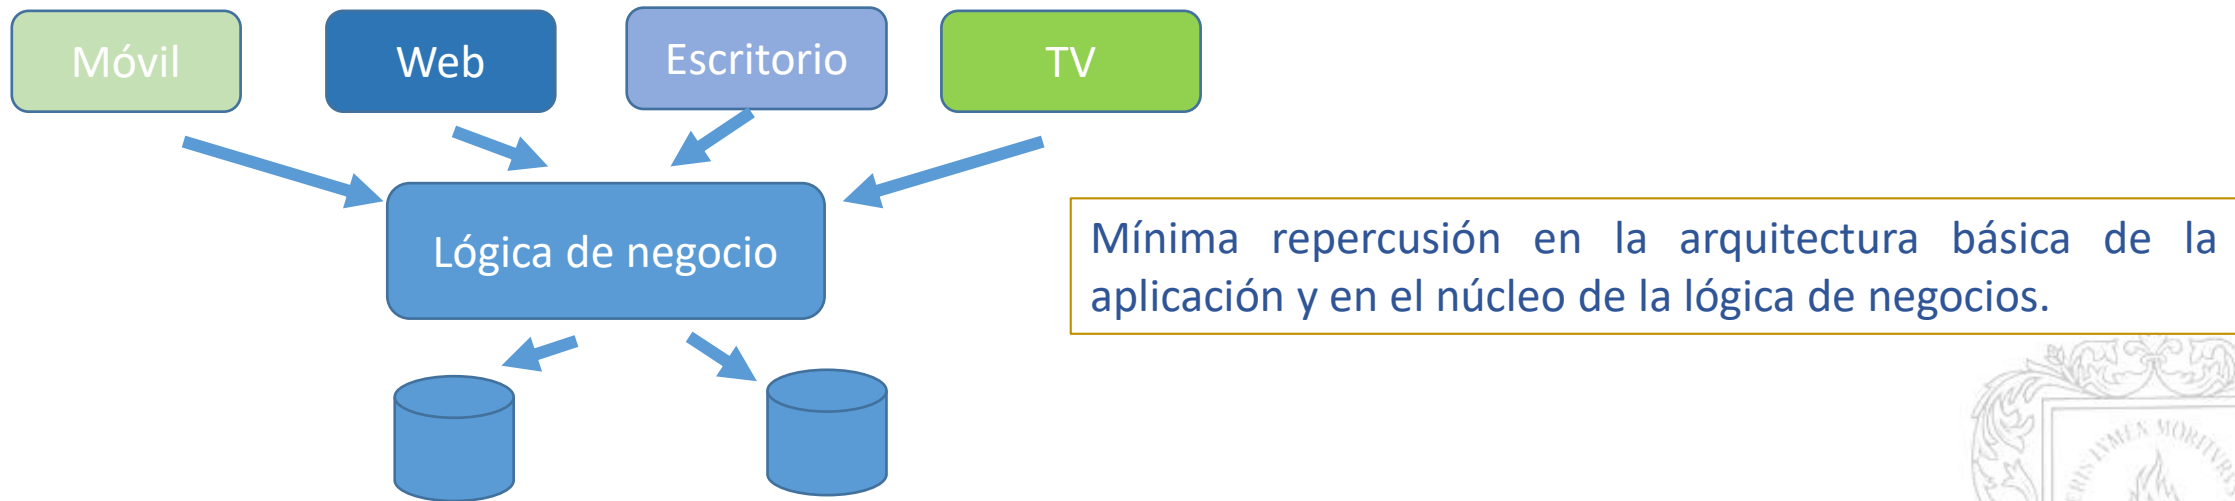 Móvil
Web
Escritorio
TV
Lógica de negocio
Mínima repercusión en la arquitectura básica de la
aplicación y en el núcleo de la lógica de negocios.